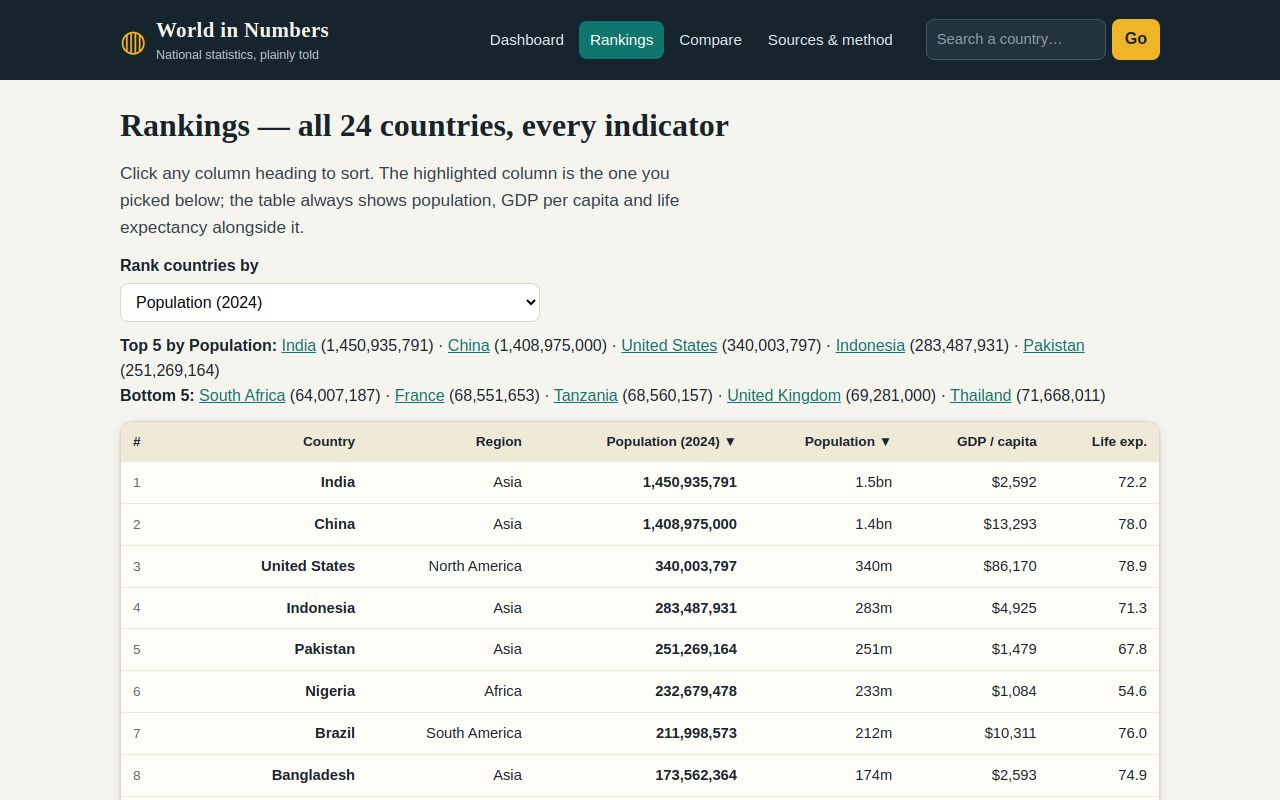 World in Numbers
National statistics, plainly told
Dashboard Rankings Compare Sources & method Search a country… Go
Rankings — all 24 countries, every indicator
Click any column heading to sort. The highlighted column is the one you
picked below; the table always shows population, GDP per capita and life
expectancy alongside it.
Rank countries by
Population (2024)
Top 5 by Population: India (1,450,935,791) · China (1,408,975,000) · United States (340,003,797) · Indonesia (283,487,931) · Pakistan
(251,269,164)
Bottom 5: South Africa (64,007,187) · France (68,551,653) · Tanzania (68,560,157) · United Kingdom (69,281,000) · Thailand (71,668,011)
# Country Region Population (2024) ▼ Population ▼ GDP / capita Life exp.
1 India Asia 1,450,935,791 1.5bn $2,592 72.2
2 China Asia 1,408,975,000 1.4bn $13,293 78.0
3 United States North America 340,003,797 340m $86,170 78.9
4 Indonesia Asia 283,487,931 283m $4,925 71.3
5 Pakistan Asia 251,269,164 251m $1,479 67.8
6 Nigeria Africa 232,679,478 233m $1,084 54.6
7 Brazil South America 211,998,573 212m $10,311 76.0
8 Bangladesh Asia 173,562,364 174m $2,593 74.9